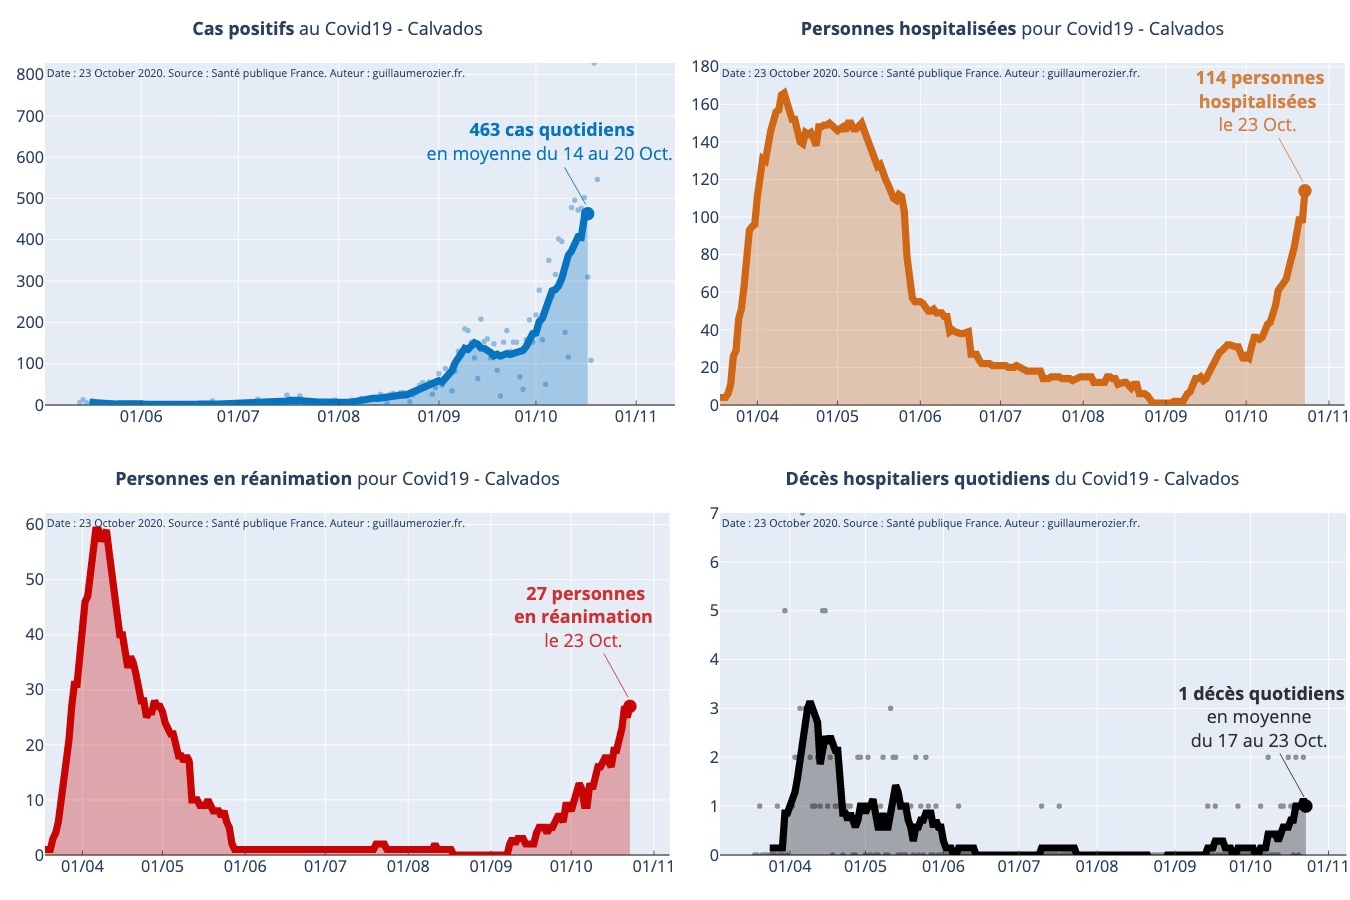 Cas positifs au Covid19 - Calvados
Date : 23 October 2020. Source : Santé publique France. Auteur : guillaumerozier.fr.
800
700
600
500
400
300
200
100
0
463 cas quotidiens
en moyenne du 14 au 20 Oct.
01/06 01/07 01/08 01/09 01/10 01/11
Personnes hospitalisées pour Covid19 - Calvados
Date : 23 October 2020. Source : Santé publique France. Auteur : guillaumerozier.fr.
180
160
140
120
100
80
60
40
20
0
114 personnes
hospitalisées
le 23 Oct.
01/04 01/05 01/06 01/07 01/08 01/09 01/10 01/11
Personnes en réanimation pour Covid19 - Calvados
Date : 23 October 2020. Source : Santé publique France. Auteur : guillaumerozier.fr.
60
50
40
30
20
10
0
27 personnes
en réanimation
le 23 Oct.
01/04 01/05 01/06 01/07 01/08 01/09 01/10 01/11
Décès hospitaliers quotidiens du Covid19 - Calvados
Date : 23 October 2020. Source : Santé publique France. Auteur : guillaumerozier.fr.
7
6
5
4
3
2
1
0
1 décès quotidiens
en moyenne
du 17 au 23 Oct.
01/04 01/05 01/06 01/07 01/08 01/09 01/10 01/11